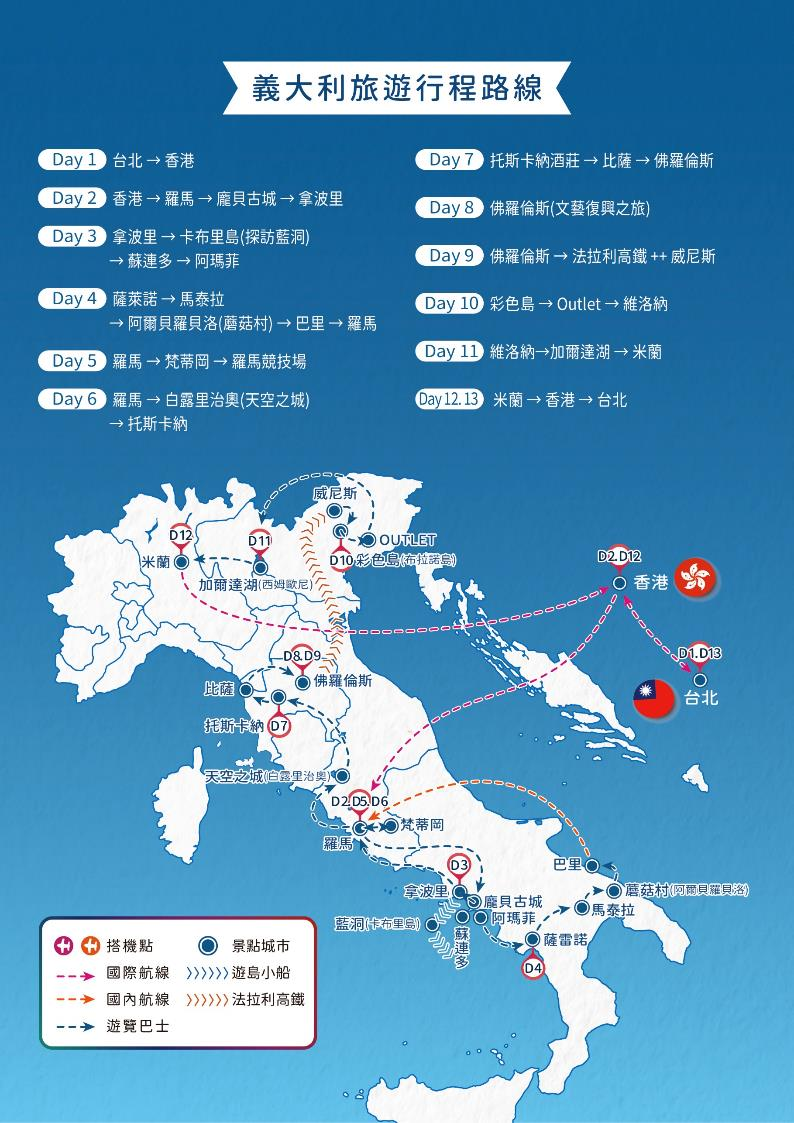 義大利旅遊行程路線
Day 1 台北 → 香港
Day 2 香港 → 羅馬 → 龐貝古城 → 拿波里
Day 3 拿波里 → 卡布里島(探訪藍洞)
→ 蘇連多 → 阿瑪菲
Day 4 薩萊諾 → 馬泰拉
→ 阿爾貝羅貝洛(蘑菇村) → 巴里 → 羅馬
Day 5 羅馬 → 梵蒂岡 → 羅馬競技場
Day 6 羅馬 → 白露里治奧(天空之城)
→ 托斯卡納
Day 7 托斯卡納酒莊 → 比薩 → 佛羅倫斯
Day 8 佛羅倫斯(文藝復興之旅)
Day 9 佛羅倫斯 → 法拉利高鐵 ++ 威尼斯
Day 10 彩色島 → Outlet → 維洛納
Day 11 維洛納→加爾達湖 → 米蘭
Day 12. 13 米蘭 → 香港 → 台北
威尼斯
D12
D11
OUTLET
米蘭
D10 彩色島(布拉諾島)
加爾達湖(西姆歐尼)
D2.D12
香港
D1.D13
台北
D8.D9
佛羅倫斯
比薩
托斯卡納 D7
天空之城(白露里治奧)
D2.D5.D6
梵蒂岡
羅馬
D3
巴里
拿波里
蘑菇村(阿爾貝羅貝洛)
龐貝古城
馬泰拉
阿瑪菲
藍洞(卡布里島)
蘇連多
薩雷諾
D4
搭機點
景點城市
國際航線
遊島小船
國內航線
法拉利高鐵
遊覽巴士